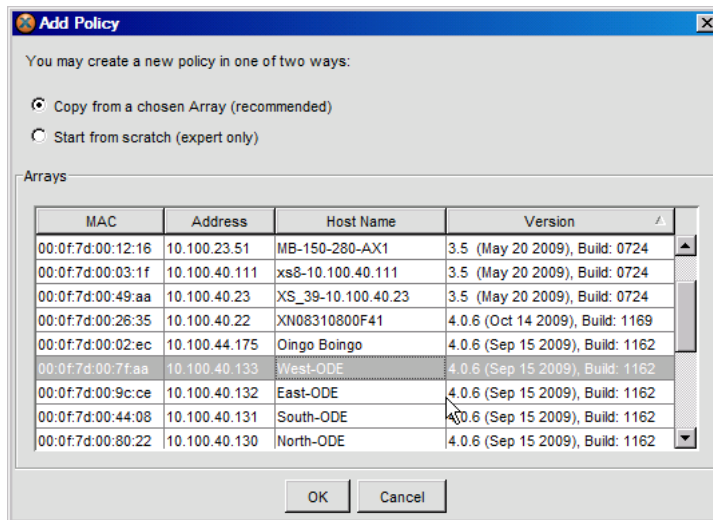 Add Policy
You may create a new policy in one of two ways:
Copy from a chosen Array (recommended)
Start from scratch (expert only)
Arrays
MAC Address Host Name Version
00:0f:7d:00:12:16 10.100.23.51 MB-150-280-AX1 3.5 (May 20 2009), Build: 0724
00:0f:7d:00:03:1f 10.100.40.111 xs8-10.100.40.111 3.5 (May 20 2009), Build: 0724
00:0f:7d:00:49:aa 10.100.40.23 XS_39-10.100.40.23 3.5 (May 20 2009), Build: 0724
00:0f:7d:00:26:35 10.100.40.22 XN08310800F41 4.0.6 (Oct 14 2009), Build: 1169
00:0f:7d:00:02:ec 10.100.44.175 Oingo Boingo 4.0.6 (Sep 15 2009), Build: 1162
00:0f:7d:00:7f:aa 10.100.40.133 West-ODE 4.0.6 (Sep 15 2009), Build: 1162
00:0f:7d:00:9c:ce 10.100.40.132 East-ODE 4.0.6 (Sep 15 2009), Build: 1162
00:0f:7d:00:44:08 10.100.40.131 South-ODE 4.0.6 (Sep 15 2009), Build: 1162
00:0f:7d:00:80:22 10.100.40.130 North-ODE 4.0.6 (Sep 15 2009), Build: 1162
OK Cancel